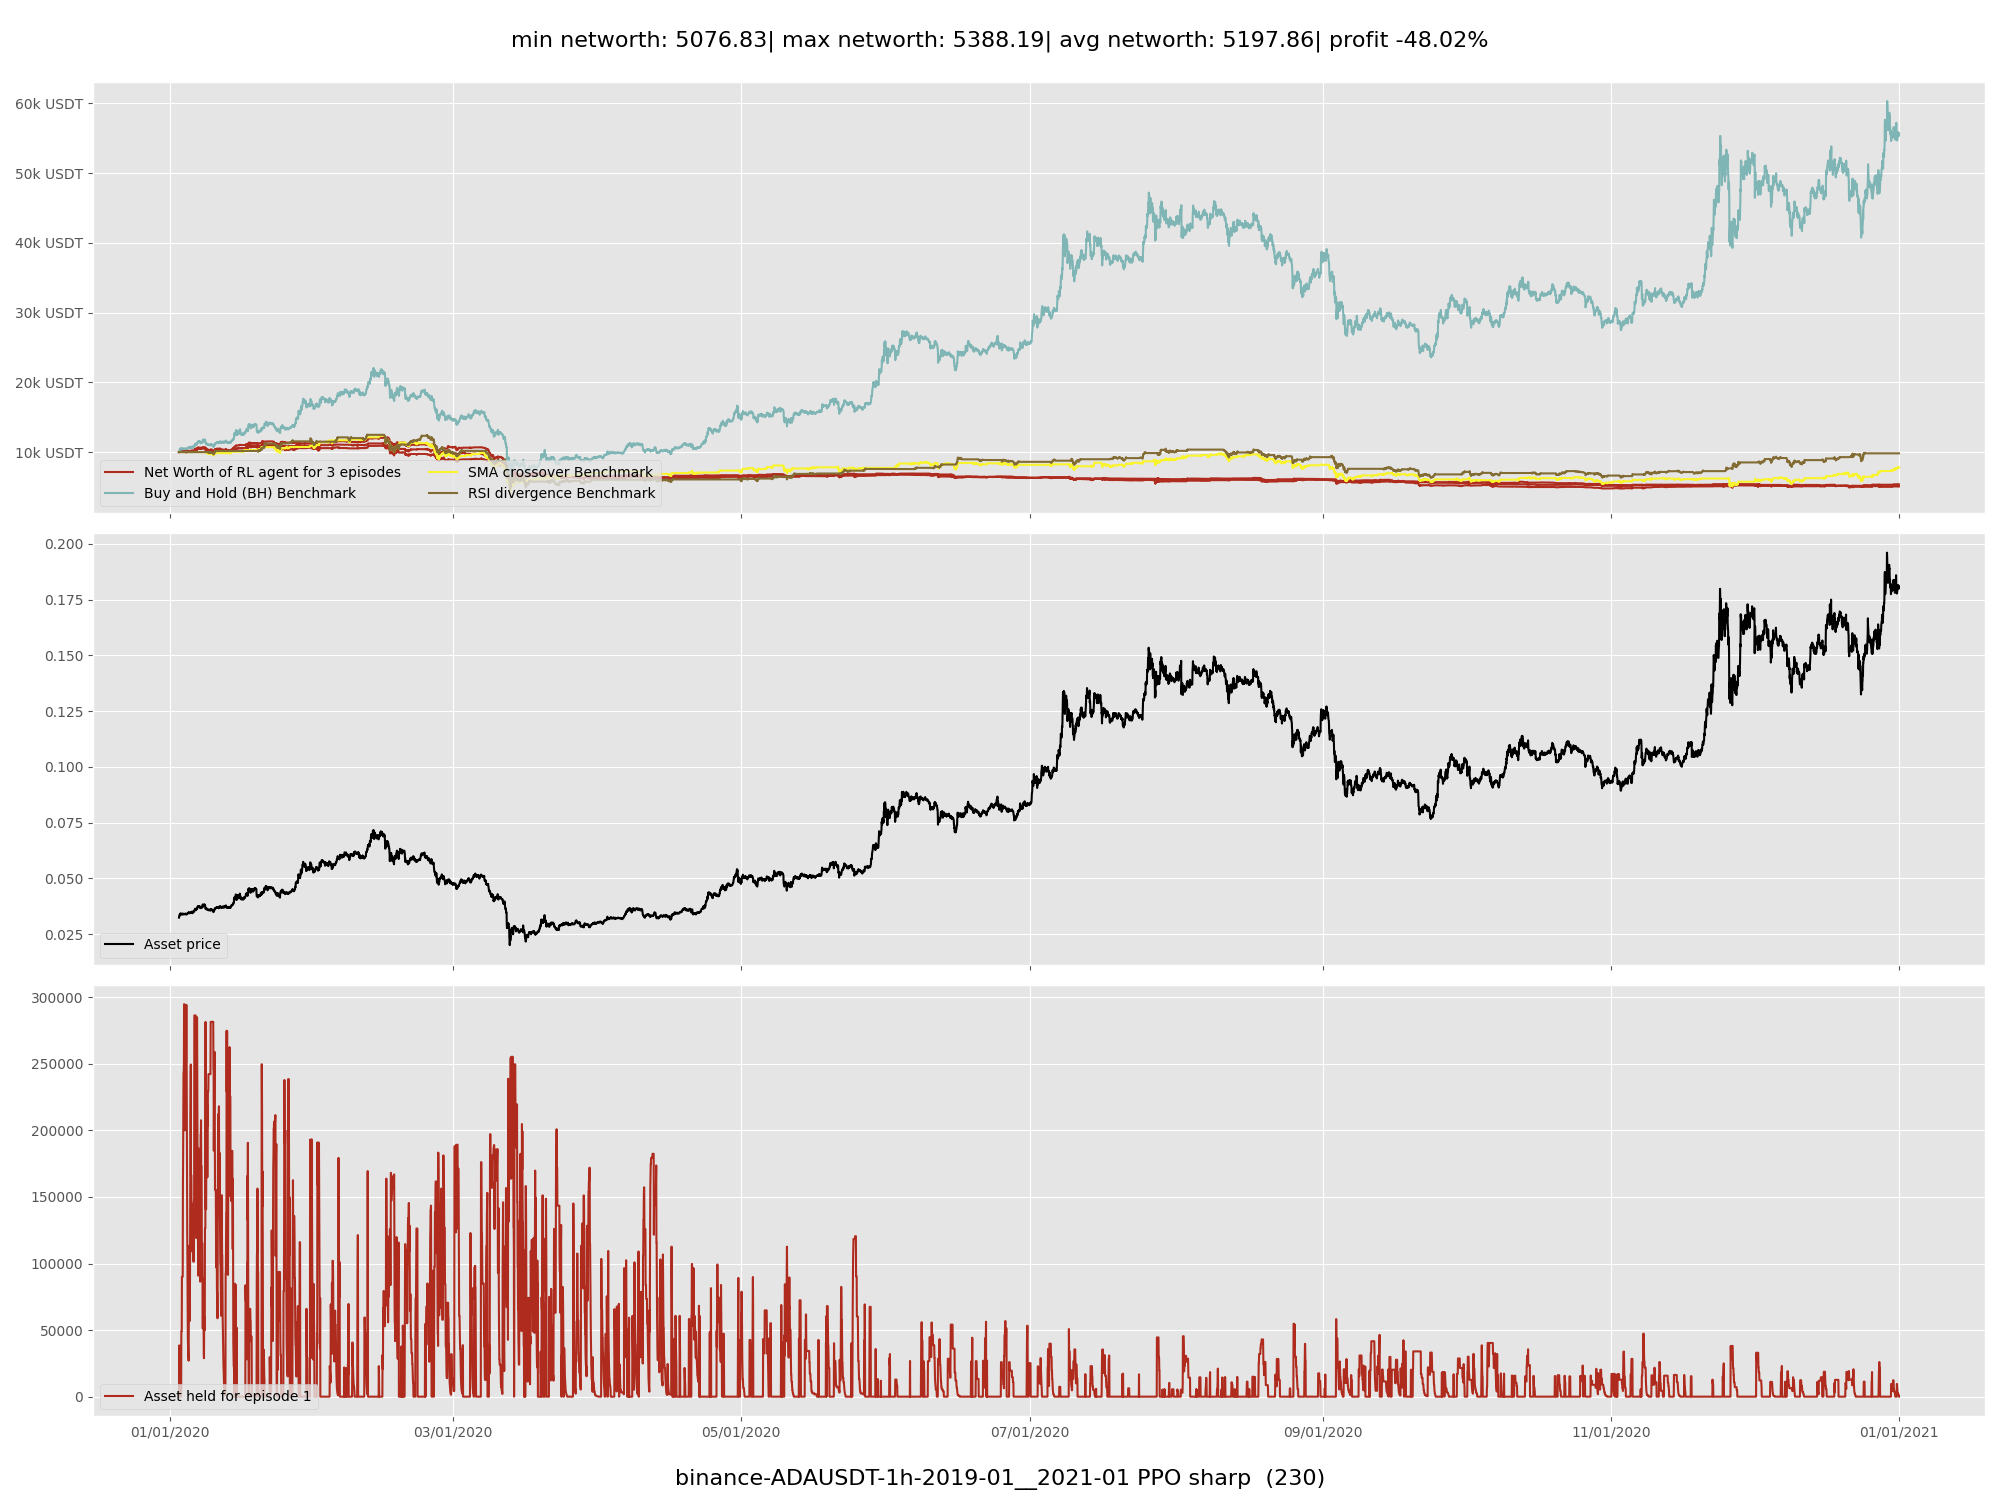 min networth: 5076.83| max networth: 5388.19| avg networth: 5197.86| profit -48.02%
60k USDT
50k USDT
40k USDT
30k USDT
20k USDT
10k USDT
Net Worth of RL agent for 3 episodes
Buy and Hold (BH) Benchmark
SMA crossover Benchmark
RSI divergence Benchmark
0.200
0.175
0.150
0.125
0.100
0.075
0.050
0.025
Asset price
300000
250000
200000
150000
100000
50000
0
Asset held for episode 1
01/01/2020
03/01/2020
05/01/2020
07/01/2020
09/01/2020
11/01/2020
01/01/2021
binance-ADAUSDT-1h-2019-01__2021-01 PPO sharp  (230)